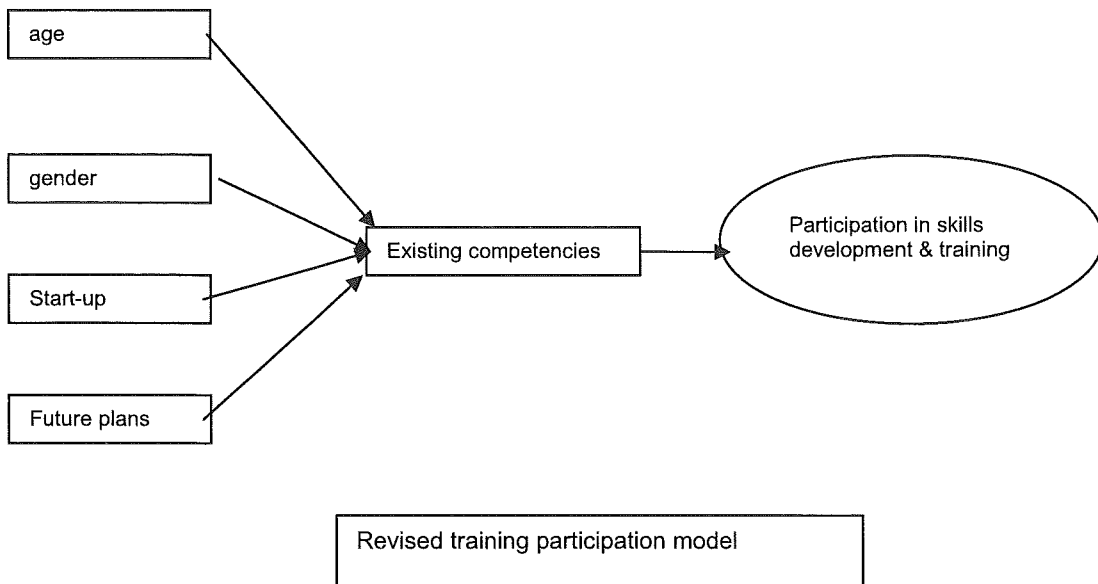 age
gender
Start-up
Future plans
Existing competencies
Participation in skills
development & training
Revised training participation model